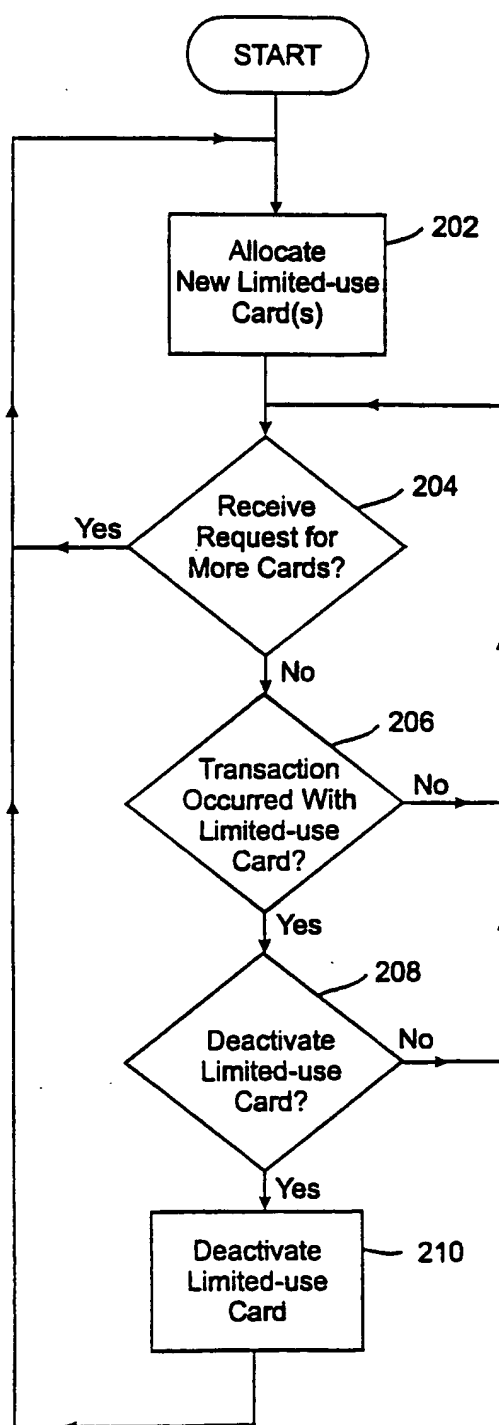 START
202
Allocate
New Limited-use
Card(s)
204
Receive
Request for
More Cards?
Yes
No
206
Transaction
Occurred With
Limited-use
Card?
No
Yes
208
Deactivate
Limited-use
Card?
No
Yes
210
Deactivate
Limited-use
Card